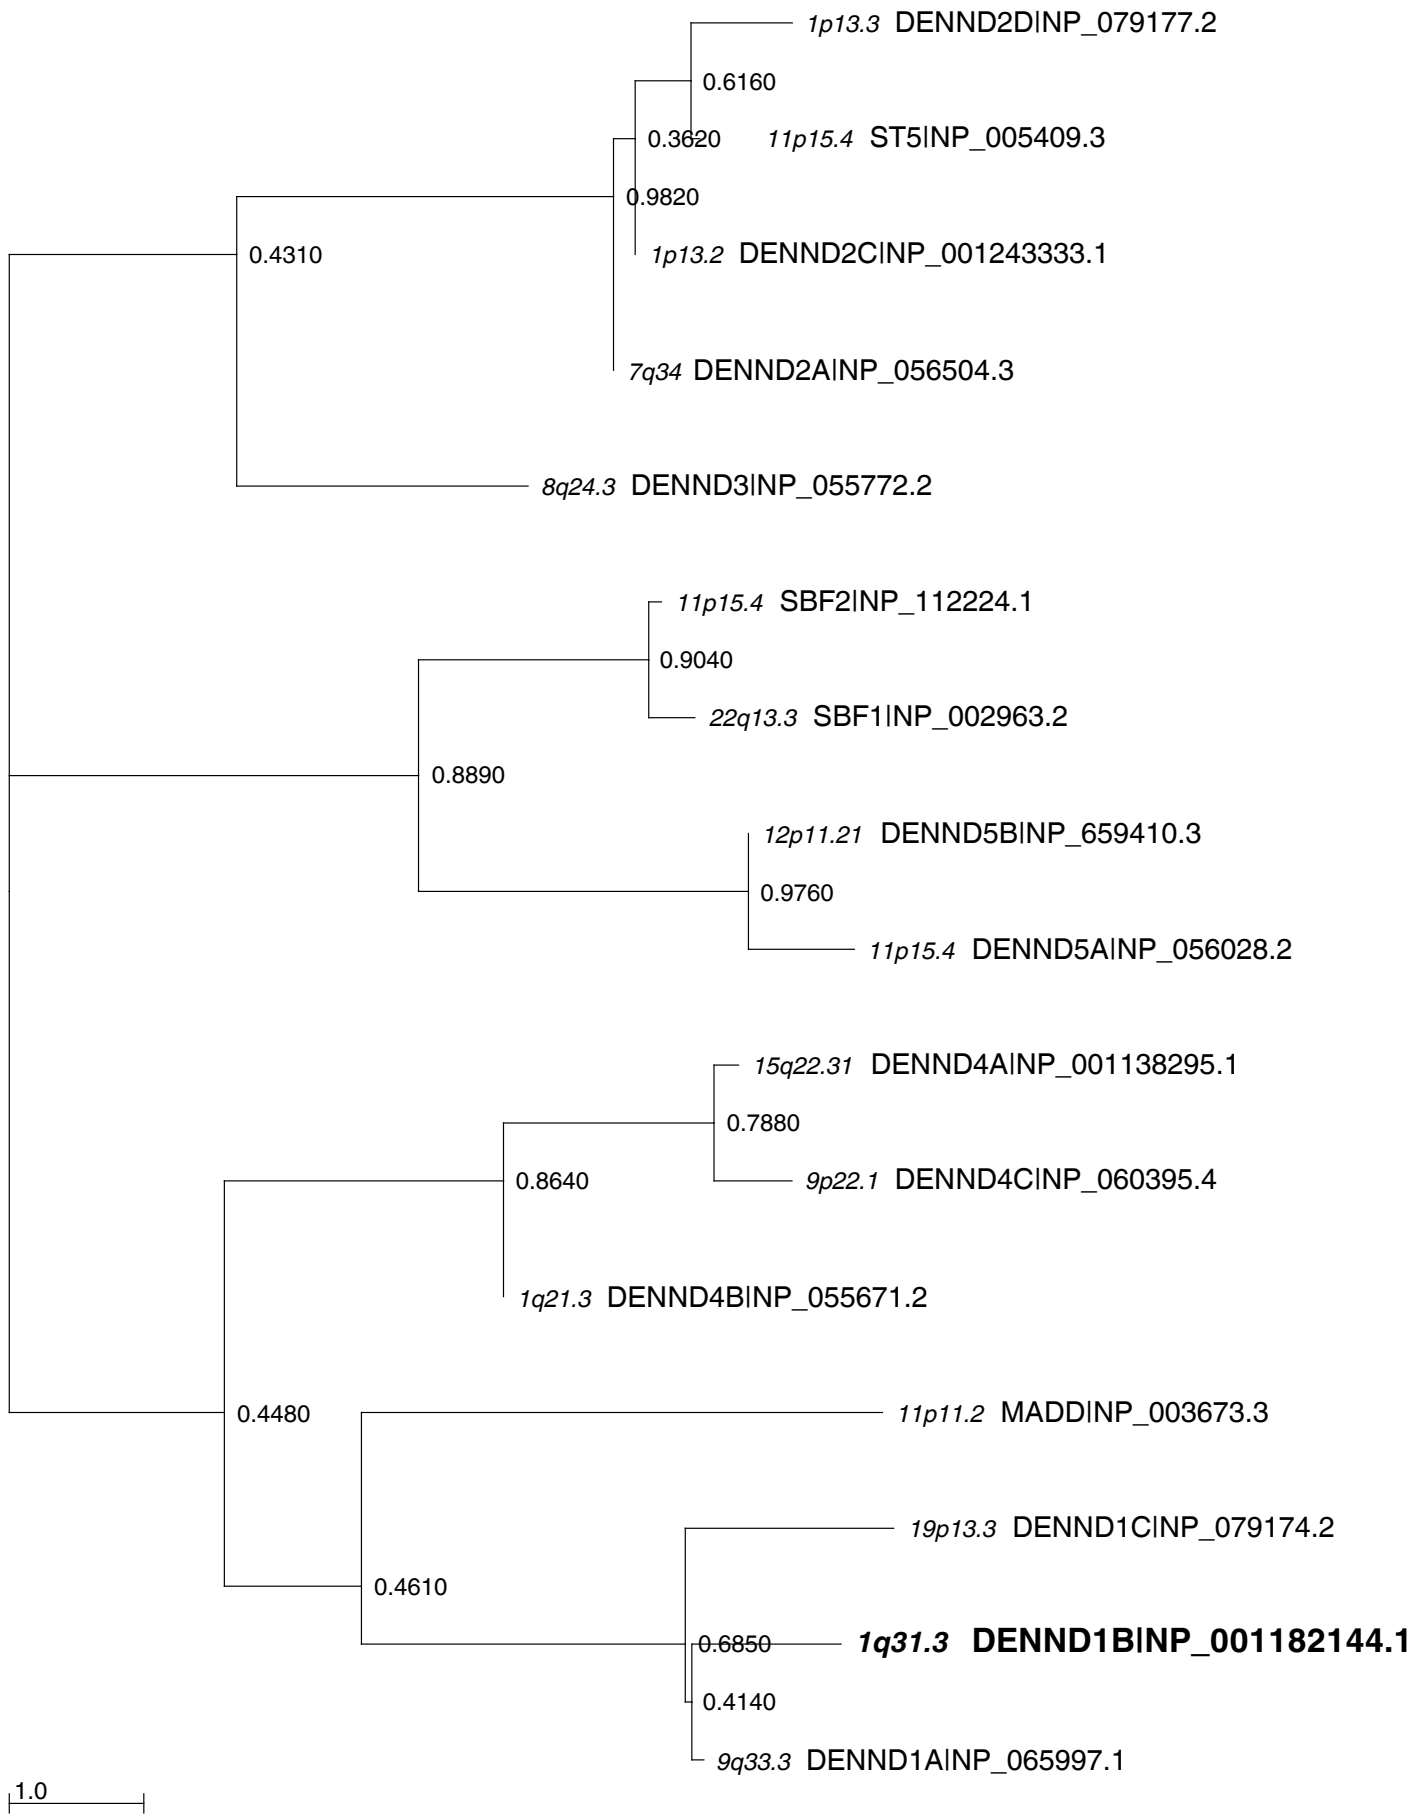 1p13.3 DENND2D|NP_079177.2
0.6160
0.3620 11p15.4 ST5|NP_005409.3
0.9820
0.4310 1p13.2 DENND2C|NP_001243333.1
7q34 DENND2A|NP_056504.3
8q24.3 DENND3|NP_055772.2
11p15.4 SBF2|NP_112224.1
0.9040
22q13.3 SBF1|NP_002963.2
0.8890
12p11.21 DENND5B|NP_659410.3
0.9760
11p15.4 DENND5A|NP_056028.2
15q22.31 DENND4A|NP_001138295.1
0.7880
0.8640 9p22.1 DENND4C|NP_060395.4
1q21.3 DENND4B|NP_055671.2
0.4480 11p11.2 MADD|NP_003673.3
19p13.3 DENND1C|NP_079174.2
0.4610
0.6850 1q31.3 DENND1B|NP_001182144.1
0.4140
9q33.3 DENND1A|NP_065997.1
1.0